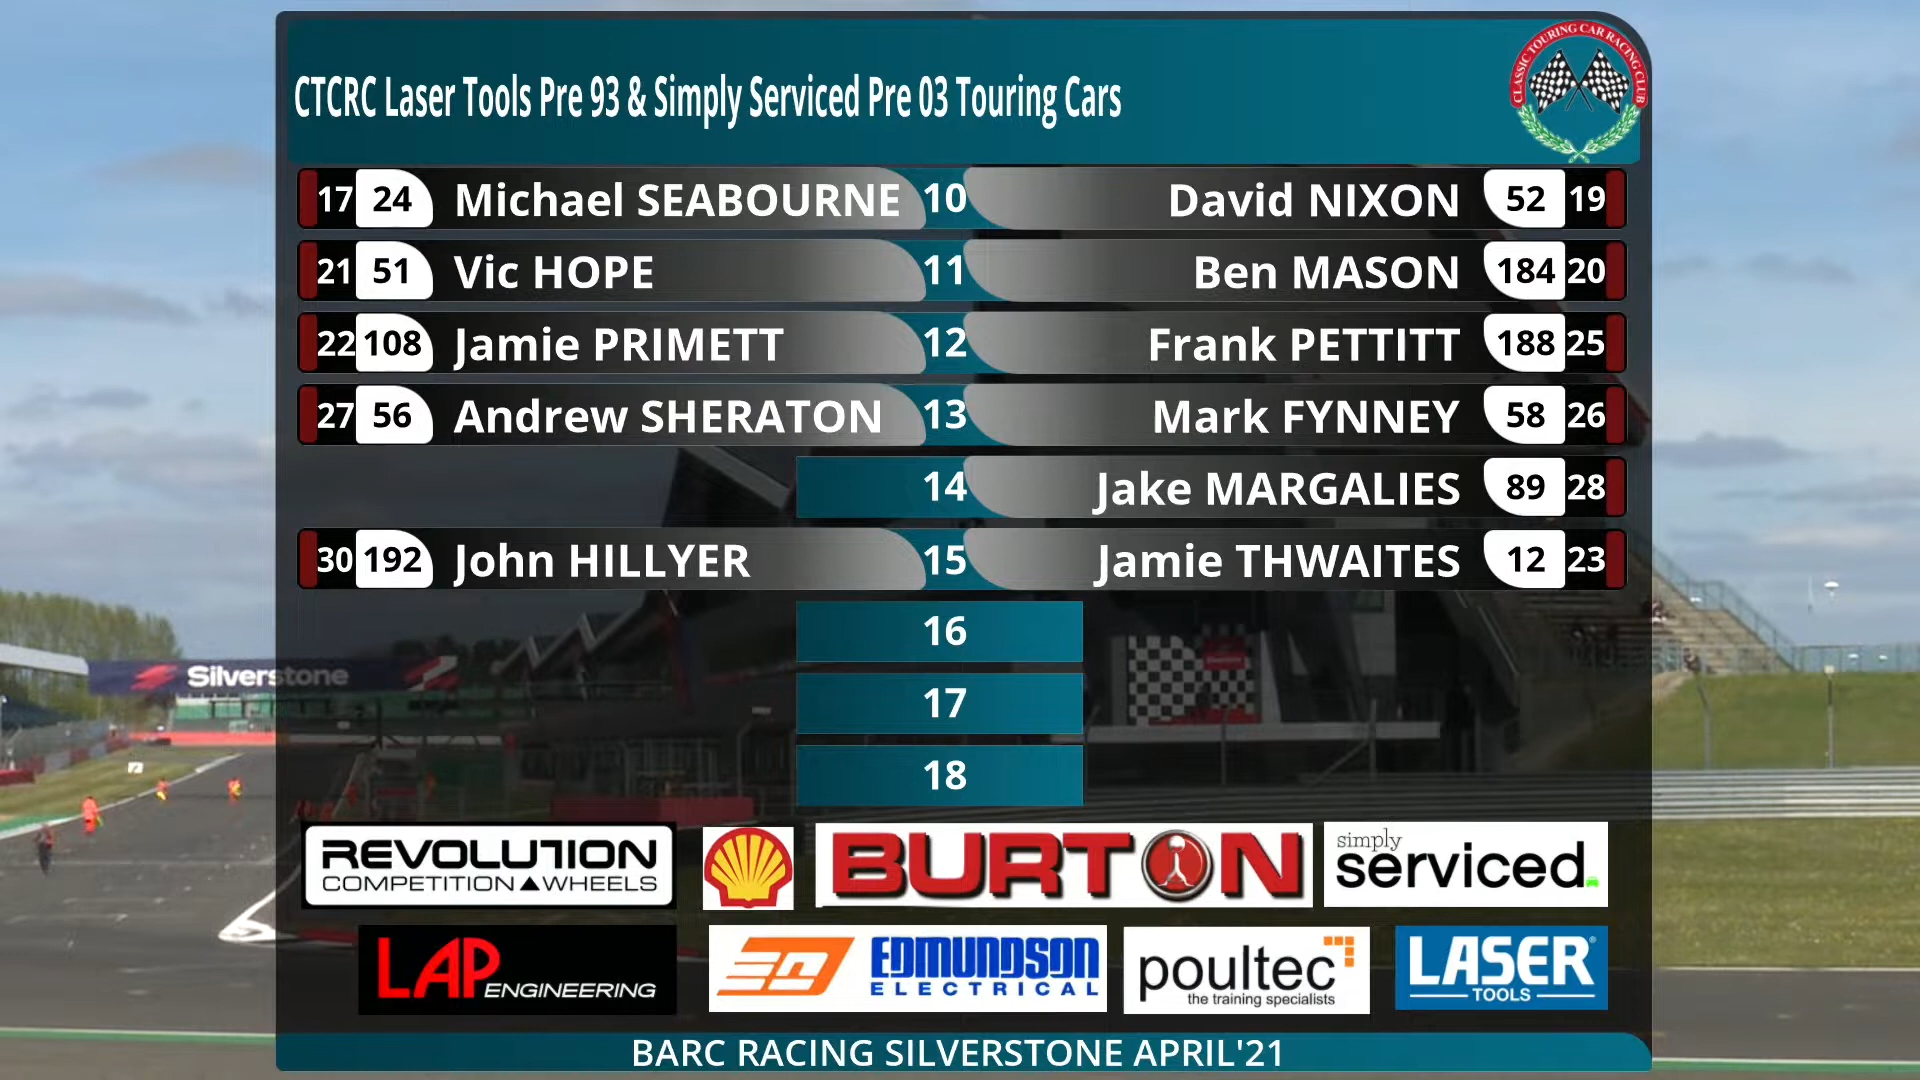 CTCRC Laser Tools Pre 93 & Simply Serviced Pre 03 Touring Cars
CLASSIC TOURING CAR RACING CLUB
17 24 Michael SEABOURNE 10 David NIXON 52 19
21 51 Vic HOPE 11 Ben MASON 184 20
22 108 Jamie PRIMETT 12 Frank PETTITT 188 25
27 56 Andrew SHERATON 13 Mark FYNNEY 58 26
14 Jake MARGALIES 89 28
30 192 John HILLYER 15 Jamie THWAITES 12 23
16
Silverstone
17
18
REVOLUTION
COMPETITION WHEELS
BURTON
simply
serviced.
LAP ENGINEERING
EDMUNDSON
ELECTRICAL
poultec
the training specialists
LASER®
TOOLS
BARC RACING SILVERSTONE APRIL'21